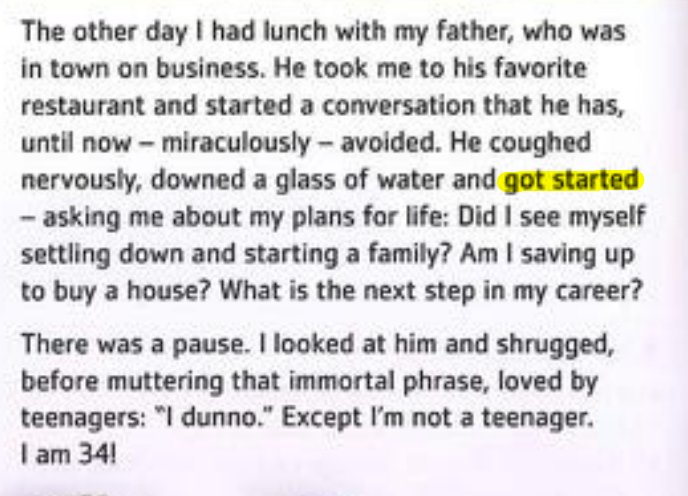 The other day I had lunch with my father, who was
in town on business. He took me to his favorite
restaurant and started a conversation that he has,
until now – miraculously – avoided. He coughed
nervously, downed a glass of water and got started
– asking me about my plans for life: Did I see myself
settling down and starting a family? Am I saving up
to buy a house? What is the next step in my career?
There was a pause. I looked at him and shrugged,
before muttering that immortal phrase, loved by
teenagers: “I dunno.” Except I’m not a teenager.
I am 34!